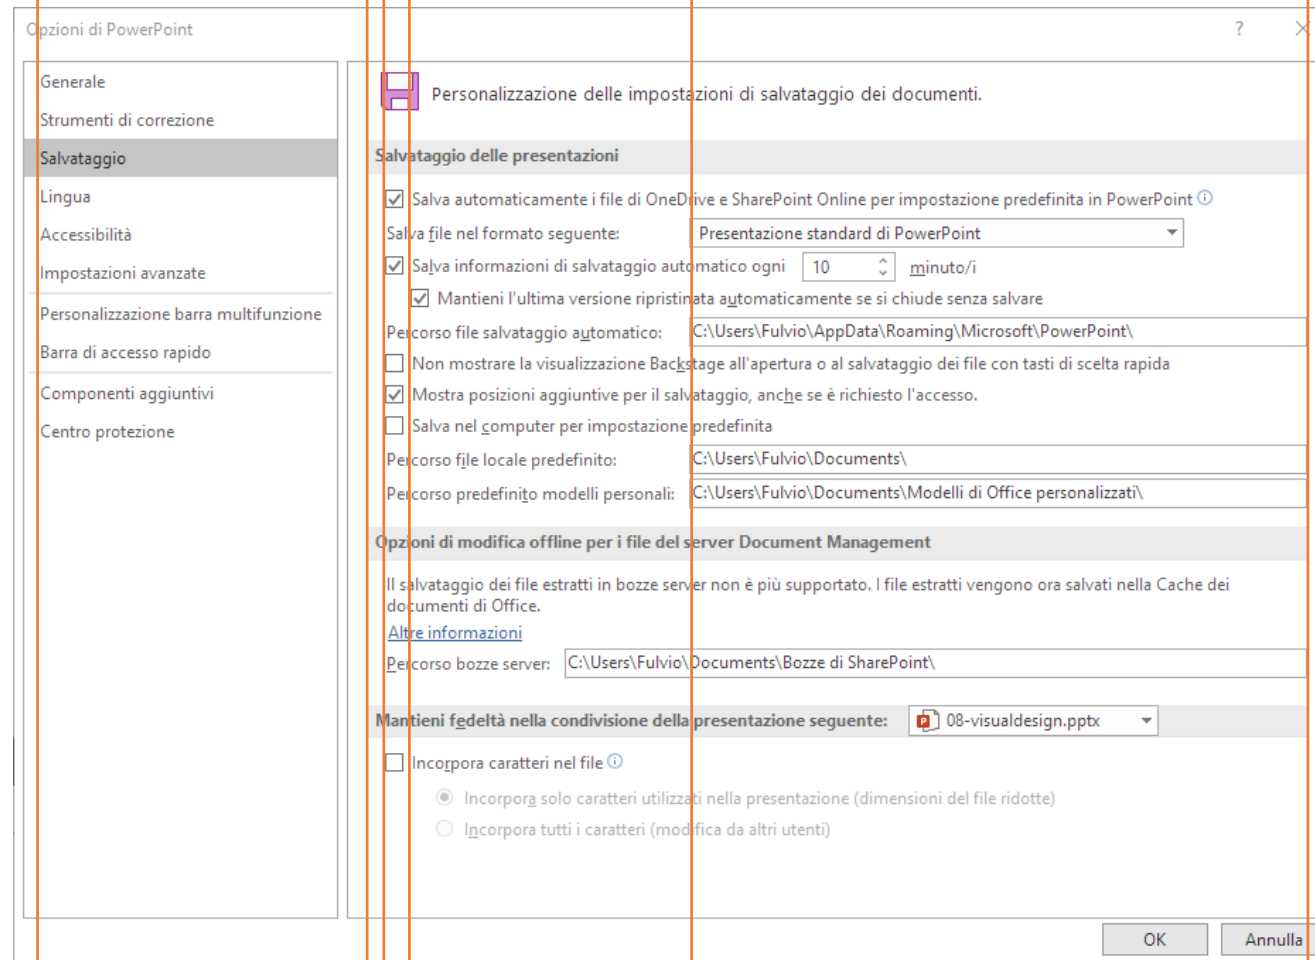 Opzioni di PowerPoint
?
Generale
Strumenti di correzione
Salvataggio
Lingua
Accessibilità
Impostazioni avanzate
Personalizzazione barra multifunzione
Barra di accesso rapido
Componenti aggiuntivi
Centro protezione
Personalizzazione delle impostazioni di salvataggio dei documenti.
Salvataggio delle presentazioni
Salva automaticamente i file di OneDrive e SharePoint Online per impostazione predefinita in PowerPoint
Salva file nel formato seguente: Presentazione standard di PowerPoint
Salva informazioni di salvataggio automatico ogni 10 minuto/i
Mantieni l'ultima versione ripristinata automaticamente se si chiude senza salvare
Percorso file salvataggio automatico: C:\Users\Fulvio\AppData\Roaming\Microsoft\PowerPoint\
Non mostrare la visualizzazione Backstage all'apertura o al salvataggio dei file con tasti di scelta rapida
Mostra posizioni aggiuntive per il salvataggio, anche se è richiesto l'accesso.
Salva nel computer per impostazione predefinita
Percorso file locale predefinito: C:\Users\Fulvio\Documents\
Percorso predefinito modelli personali: C:\Users\Fulvio\Documents\Modelli di Office personalizzati\
Opzioni di modifica offline per i file del server Document Management
Il salvataggio dei file estratti in bozze server non è più supportato. I file estratti vengono ora salvati nella Cache dei
documenti di Office.
Altre informazioni
Percorso bozze server: C:\Users\Fulvio\Documents\Bozze di SharePoint\
Mantieni fedeltà nella condivisione della presentazione seguente: 08-visualdesign.pptx
Incorpora caratteri nel file
Incorpora solo caratteri utilizzati nella presentazione (dimensioni del file ridotte)
Incorpora tutti i caratteri (modifica da altri utenti)
OK Annulla